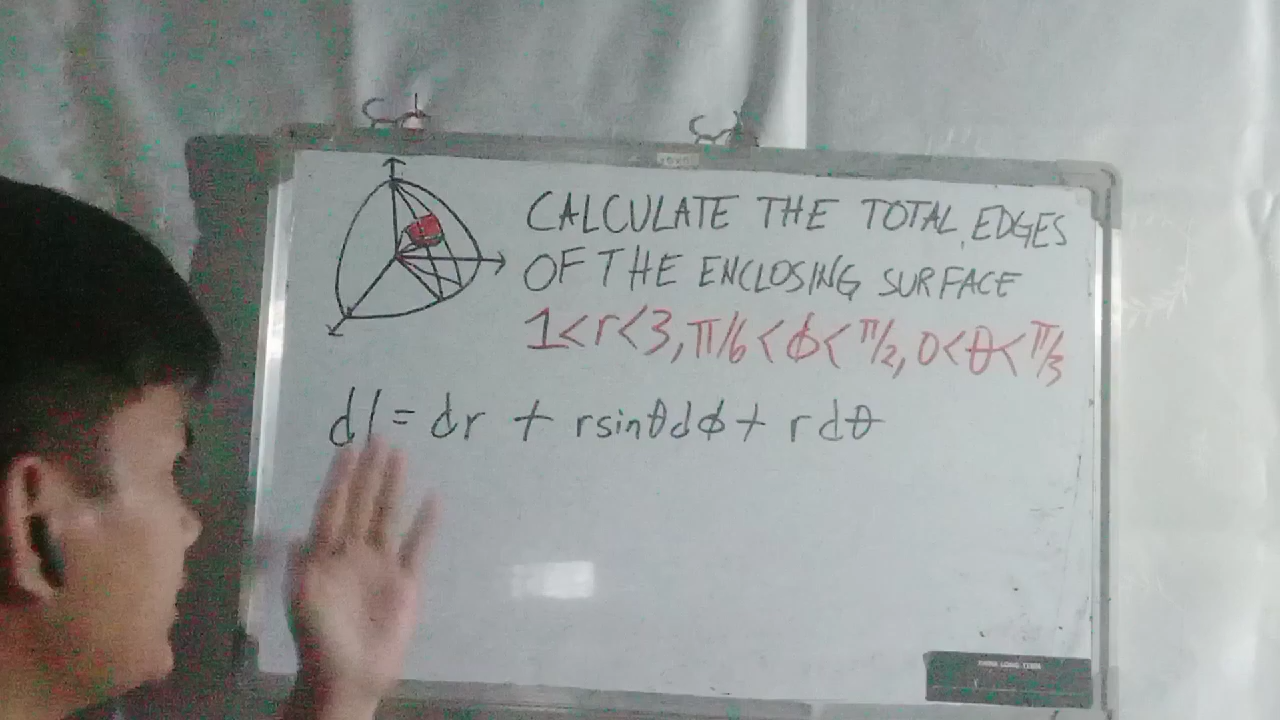 CALCULATE THE TOTAL EDGES
OF THE ENCLOSING SURFACE
1<r<3, π/6<ϕ<π/2, 0<θ<π/3
dl = dr + rsinθdϕ + rdθ